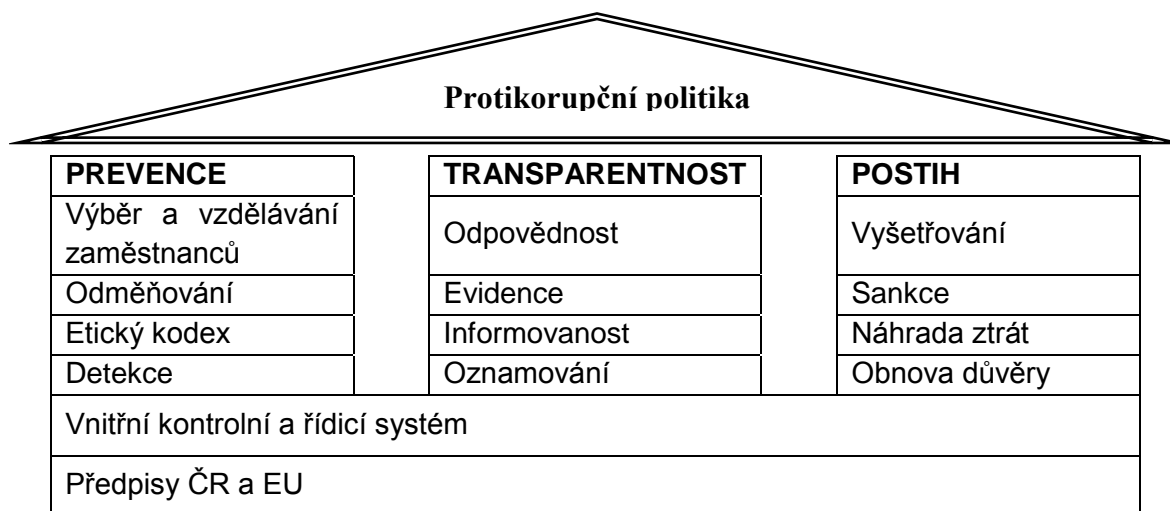 Protikorupční politika
PREVENCE
TRANSPARENTNOST
POSTIH
Výběr a vzdělávání
zaměstnanců
Odpovědnost
Vyšetřování
Odměňování
Evidence
Sankce
Etický kodex
Informovanost
Náhrada ztrát
Detekce
Oznamování
Obnova důvěry
Vnitřní kontrolní a řídicí systém
Předpisy ČR a EU